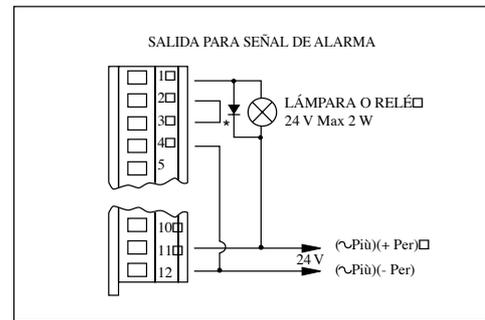 SALIDA PARA SEÑAL DE ALARMA
1□
2□
3□
4□
5
*
LÁMPARA O RELÉ□
24 V Max 2 W
10□
11□
12
24 V
(∿Più)(+ Per)□
(∿Più)(- Per)